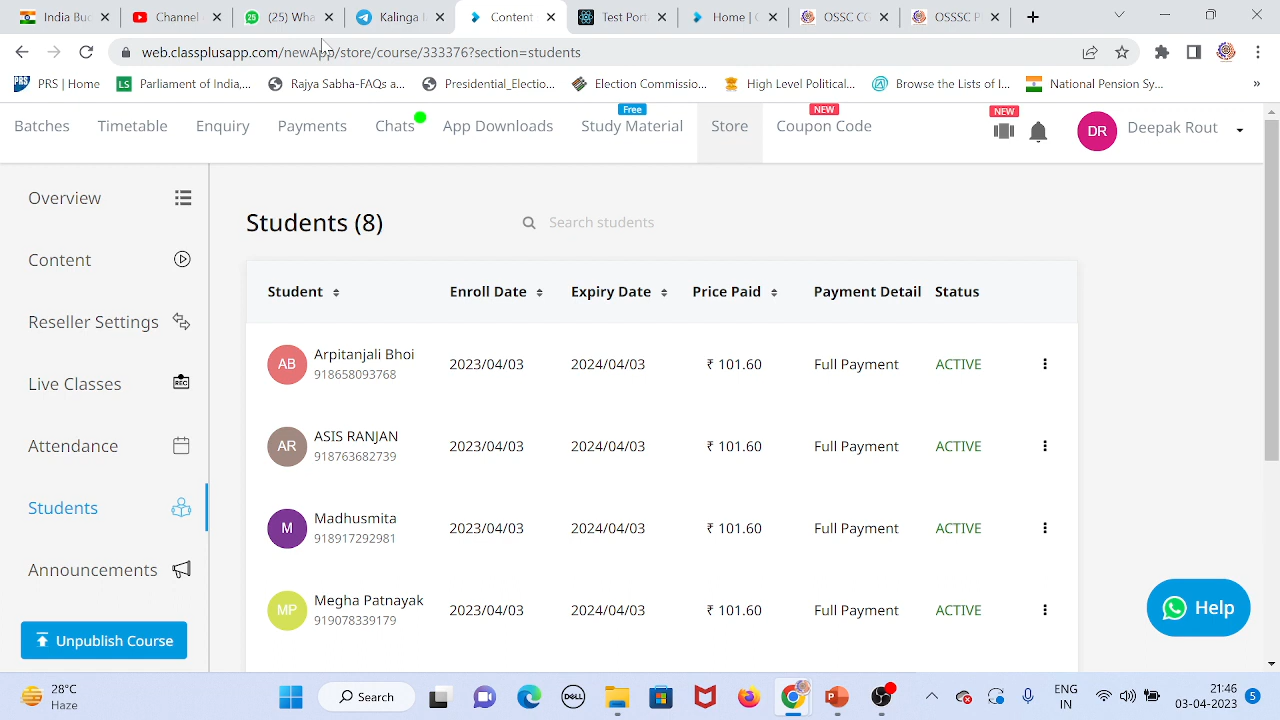 India Buc
Channel c
(25) Wha
Kalinga I
Content
Test Port
Home | C
OSSC CC
OSSSC P
web.classplusapp.com/newApp/store/course/333376?section=students
PRS | Home
Parliament of India,...
Rajya Sabha-FAQs a...
Presidential_Electio...
Election Commissio...
High Level Political...
Browse the Lists of I...
National Pension Sy...
»
Batches
Timetable
Enquiry
Payments
Chats
App Downloads
Free
Study Material
Store
NEW
Coupon Code
NEW
DR
Deepak Rout
Overview
Content
Reseller Settings
Live Classes
REC
Attendance
Students
Announcements
Unpublish Course
Students (8)
Search students
Student Enroll Date Expiry Date Price Paid Payment Detail Status
AB Arpitanjali Bhoi 2023/04/03 2024/04/03 ₹ 101.60 Full Payment ACTIVE
918658093768
AR ASIS RANJAN 2023/04/03 2024/04/03 ₹ 101.60 Full Payment ACTIVE
918763682739
M Madhusmita 2023/04/03 2024/04/03 ₹ 101.60 Full Payment ACTIVE
918917292981
MP Megha Patnayak 2023/04/03 2024/04/03 ₹ 101.60 Full Payment ACTIVE
919078339179
Help
28°C
Haze
Search
DELL
ENG
IN
21:46
03-04-2023
5